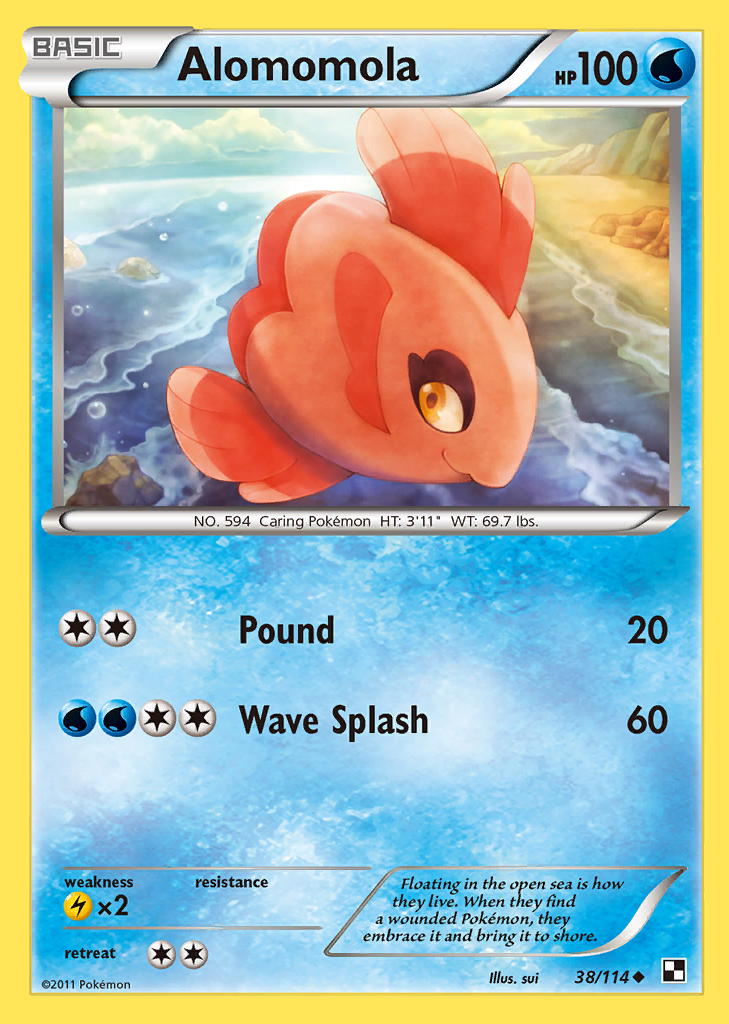 BASIC
Alomomola
HP 100
NO. 594 Caring Pokémon HT: 3'11" WT: 69.7 lbs.
Pound 20
Wave Splash 60
weakness resistance
×2
retreat
Floating in the open sea is how
they live. When they find
a wounded Pokémon, they
embrace it and bring it to shore.
©2011 Pokémon
Illus. sui 38/114